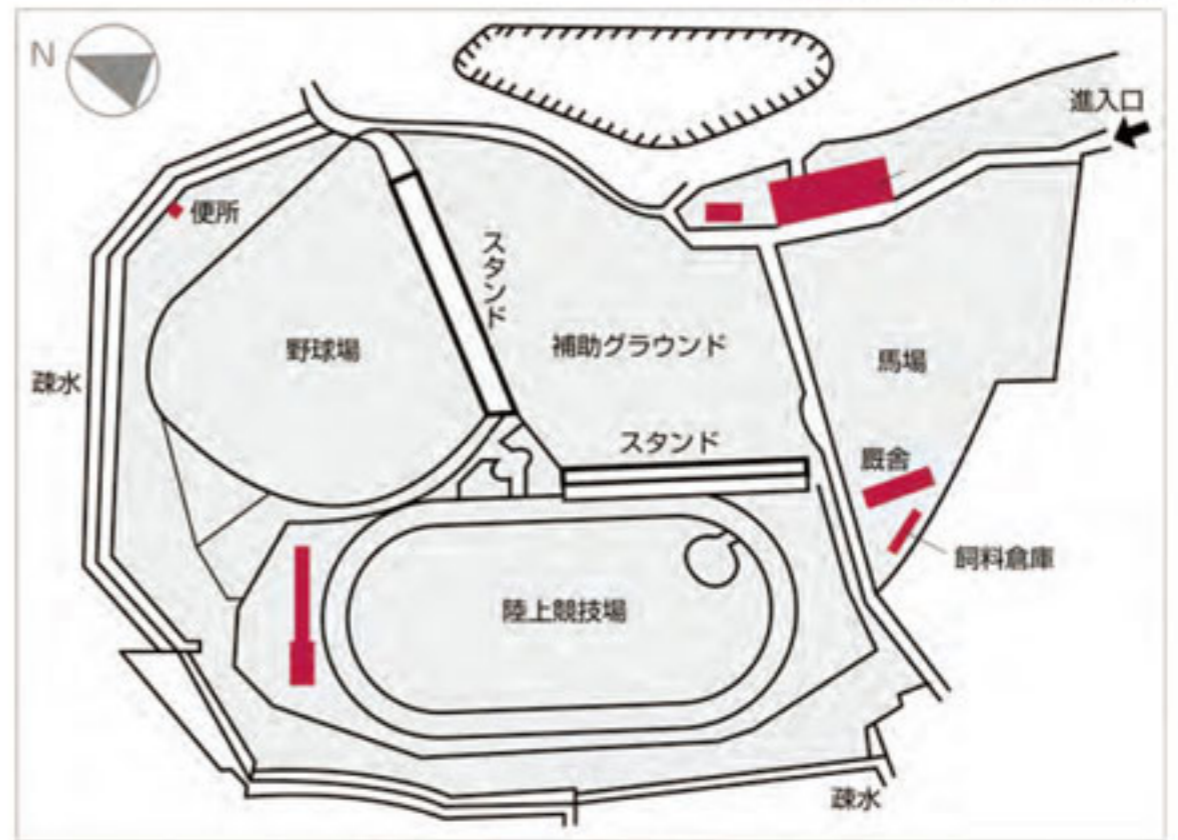 N
進入口
便所
スタンド
野球場
補助グラウンド
馬場
疎水
スタンド
厩舎
飼料倉庫
陸上競技場
疎水